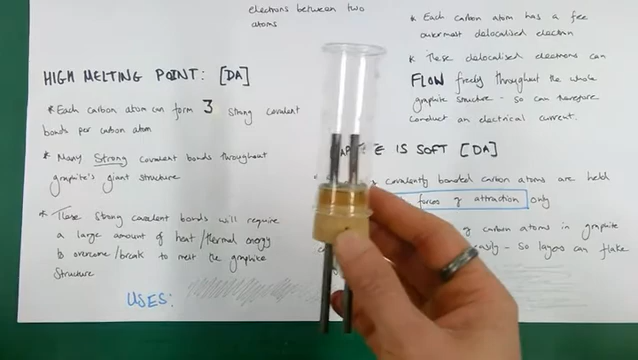 electrons between two
atoms
HIGH MELTING POINT: [DA]
* Each carbon atom can form 3 strong covalent
bonds per carbon atom
* Many Strong covalent bonds throughout
graphite's giant structure
* These strong covalent bonds will require
a large amount of heat/thermal energy
to overcome/break to melt the graphite
structure
USES:
* Each carbon atom has a free
outermost delocalised electron
* These delocalised electrons can
FLOW freely throughout the whole
graphite structure - so can therefore
conduct an electrical current.
E IS SOFT [DA]
covalently bonded carbon atoms are held
forces of attraction only
of carbon atoms in graphite
- so layers can flake